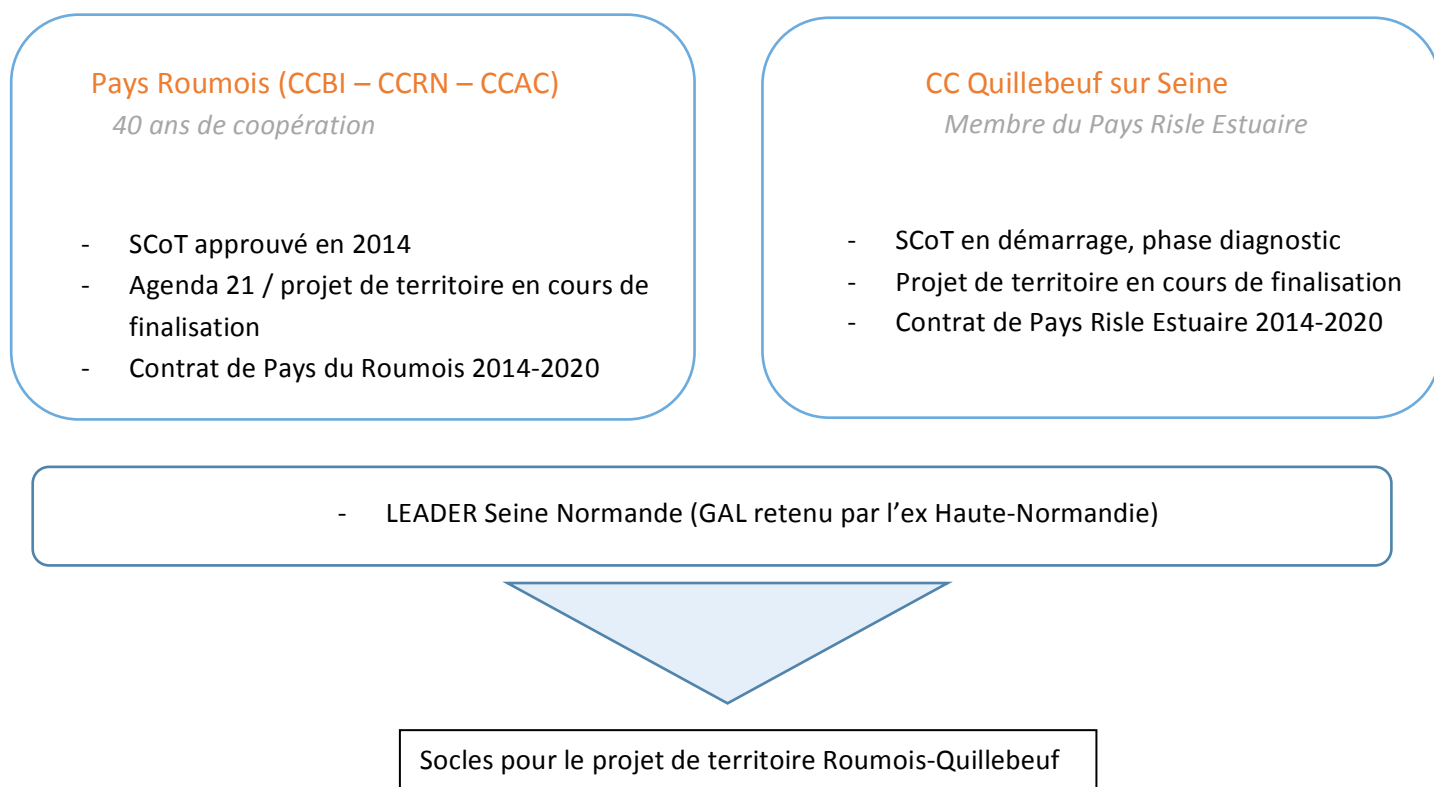 Pays Roumois (CCBI – CCRN – CCAC)
40 ans de coopération
- SCoT approuvé en 2014
- Agenda 21 / projet de territoire en cours de
finalisation
- Contrat de Pays du Roumois 2014-2020
CC Quillebeuf sur Seine
Membre du Pays Risle Estuaire
- SCoT en démarrage, phase diagnostic
- Projet de territoire en cours de finalisation
- Contrat de Pays Risle Estuaire 2014-2020
- LEADER Seine Normande (GAL retenu par l’ex Haute-Normandie)
Socles pour le projet de territoire Roumois-Quillebeuf